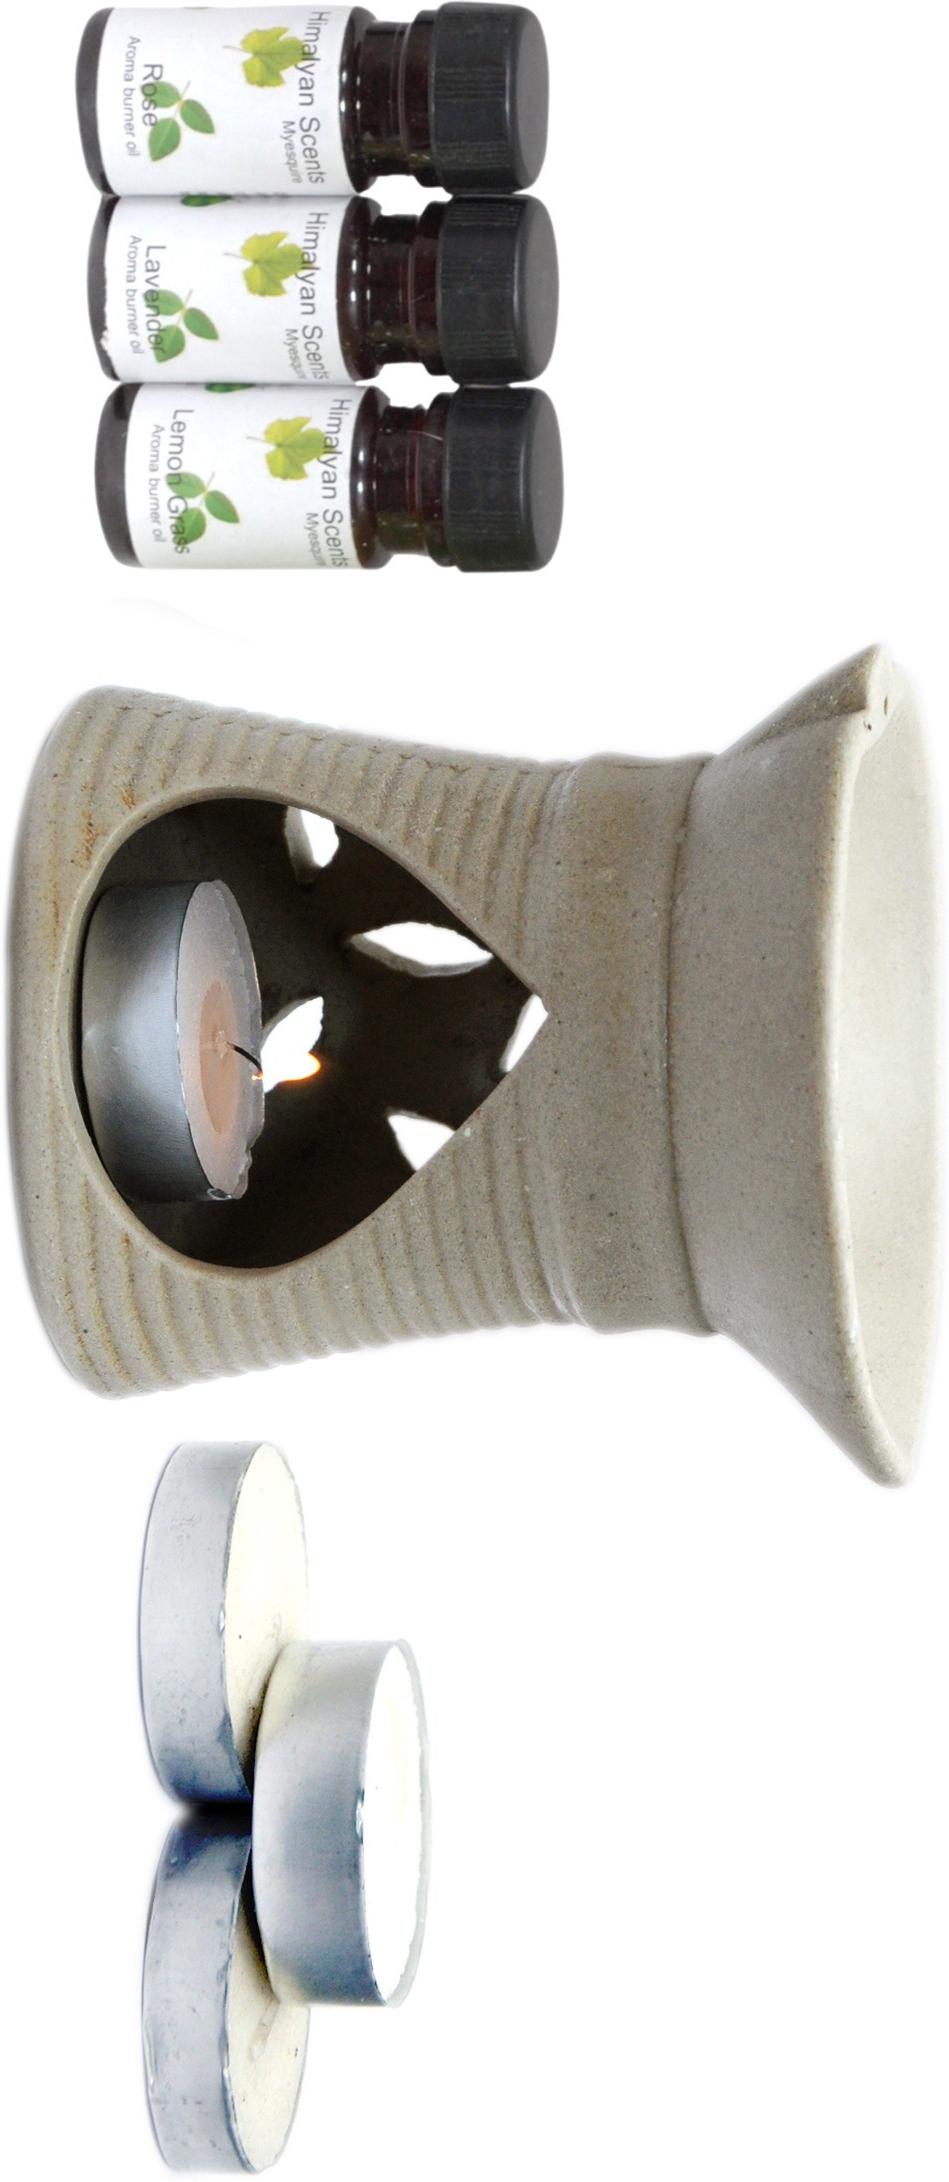 Himalyan Scents
Myesquire
Rose
Aroma burner oil
Himalyan Scents
Myesquire
Lavender
Aroma burner oil
Himalyan Scents
Myesquire
Lemon Grass
Aroma burner oil